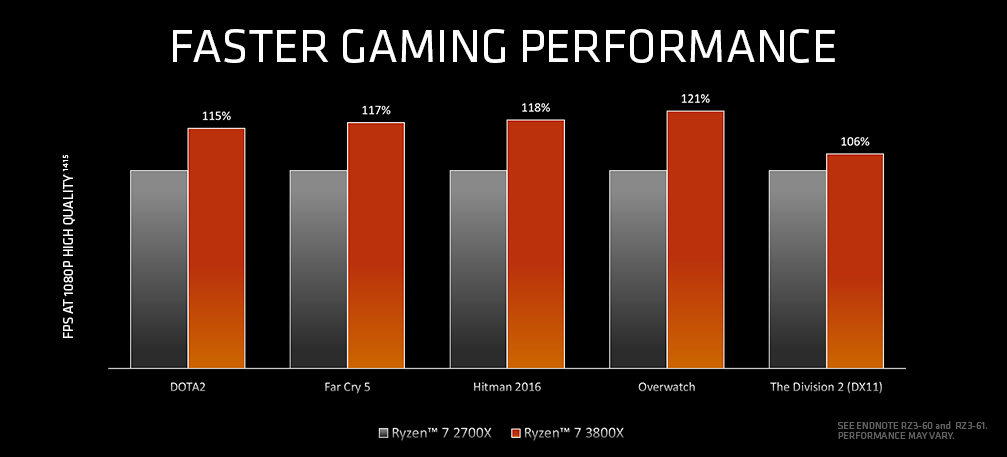 FASTER GAMING PERFORMANCE
FPS AT 1080P HIGH QUALITY ¹⁴¹⁵
115%
117%
118%
121%
106%
DOTA2
Far Cry 5
Hitman 2016
Overwatch
The Division 2 (DX11)
Ryzen™ 7 2700X
Ryzen™ 7 3800X
SEE ENDNOTE RZ3-60 and RZ3-61.
PERFORMANCE MAY VARY.